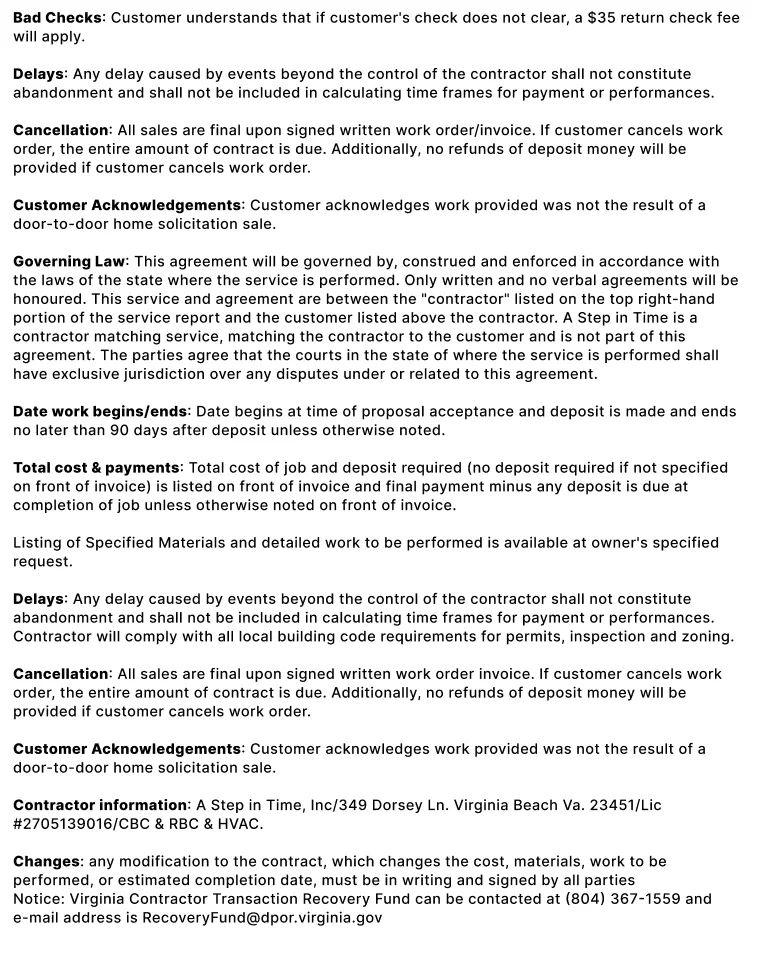 Bad Checks: Customer understands that if customer's check does not clear, a $35 return check fee
will apply.
Delays: Any delay caused by events beyond the control of the contractor shall not constitute
abandonment and shall not be included in calculating time frames for payment or performances.
Cancellation: All sales are final upon signed written work order/invoice. If customer cancels work
order, the entire amount of contract is due. Additionally, no refunds of deposit money will be
provided if customer cancels work order.
Customer Acknowledgements: Customer acknowledges work provided was not the result of a
door-to-door home solicitation sale.
Governing Law: This agreement will be governed by, construed and enforced in accordance with
the laws of the state where the service is performed. Only written and no verbal agreements will be
honoured. This service and agreement are between the "contractor" listed on the top right-hand
portion of the service report and the customer listed above the contractor. A Step in Time is a
contractor matching service, matching the contractor to the customer and is not part of this
agreement. The parties agree that the courts in the state of where the service is performed shall
have exclusive jurisdiction over any disputes under or related to this agreement.
Date work begins/ends: Date begins at time of proposal acceptance and deposit is made and ends
no later than 90 days after deposit unless otherwise noted.
Total cost & payments: Total cost of job and deposit required (no deposit required if not specified
on front of invoice) is listed on front of invoice and final payment minus any deposit is due at
completion of job unless otherwise noted on front of invoice.
Listing of Specified Materials and detailed work to be performed is available at owner's specified
request.
Delays: Any delay caused by events beyond the control of the contractor shall not constitute
abandonment and shall not be included in calculating time frames for payment or performances.
Contractor will comply with all local building code requirements for permits, inspection and zoning.
Cancellation: All sales are final upon signed written work order invoice. If customer cancels work
order, the entire amount of contract is due. Additionally, no refunds of deposit money will be
provided if customer cancels work order.
Customer Acknowledgements: Customer acknowledges work provided was not the result of a
door-to-door home solicitation sale.
Contractor information: A Step in Time, Inc/349 Dorsey Ln. Virginia Beach Va. 23451/Lic
#2705139016/CBC & RBC & HVAC.
Changes: any modification to the contract, which changes the cost, materials, work to be
performed, or estimated completion date, must be in writing and signed by all parties
Notice: Virginia Contractor Transaction Recovery Fund can be contacted at (804) 367-1559 and
e-mail address is RecoveryFund@dpor.virginia.gov